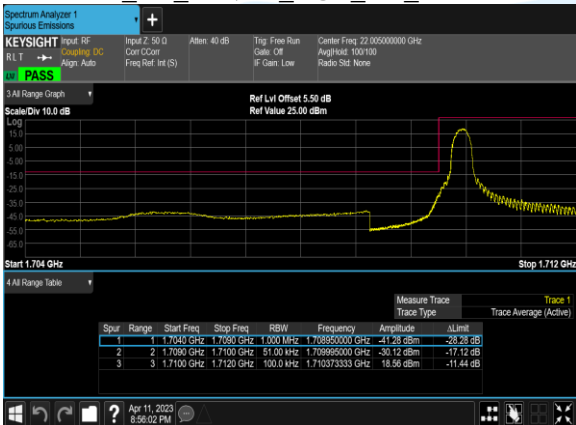 Spectrum Analyzer 1
Spurious Emissions
+
KEYSIGHT Input: RF Input Z: 50 Ω Atten: 40 dB Trig: Free Run Center Freq: 22.005000000 GHz
RLT Coupling: DC Corr CCorr Gate: Off Avg|Hold: 100/100
Align: Auto Freq Ref: Int (S) IF Gain: Low Radio Std: None
LW PASS
3 All Range Graph
Ref Lvl Offset 5.50 dB
Scale/Div 10.0 dB Ref Value 25.00 dBm
Log
15.0
5.00
-5.00
-15.0
-25.0
-35.0
-45.0
-55.0
-65.0
Start 1.704 GHz Stop 1.712 GHz
4 All Range Table
Measure Trace Trace 1
Trace Type Trace Average (Active)
Spur Range Start Freq Stop Freq RBW Frequency Amplitude ΔLimit
1 1 1.7040 GHz 1.7090 GHz 1.000 MHz 1.708950000 GHz -41.28 dBm -28.28 dB
2 2 1.7090 GHz 1.7100 GHz 51.00 kHz 1.709995000 GHz -30.12 dBm -17.12 dB
3 3 1.7100 GHz 1.7120 GHz 100.0 kHz 1.710373333 GHz 18.56 dBm -11.44 dB
? Apr 11, 2023
8:56:02 PM